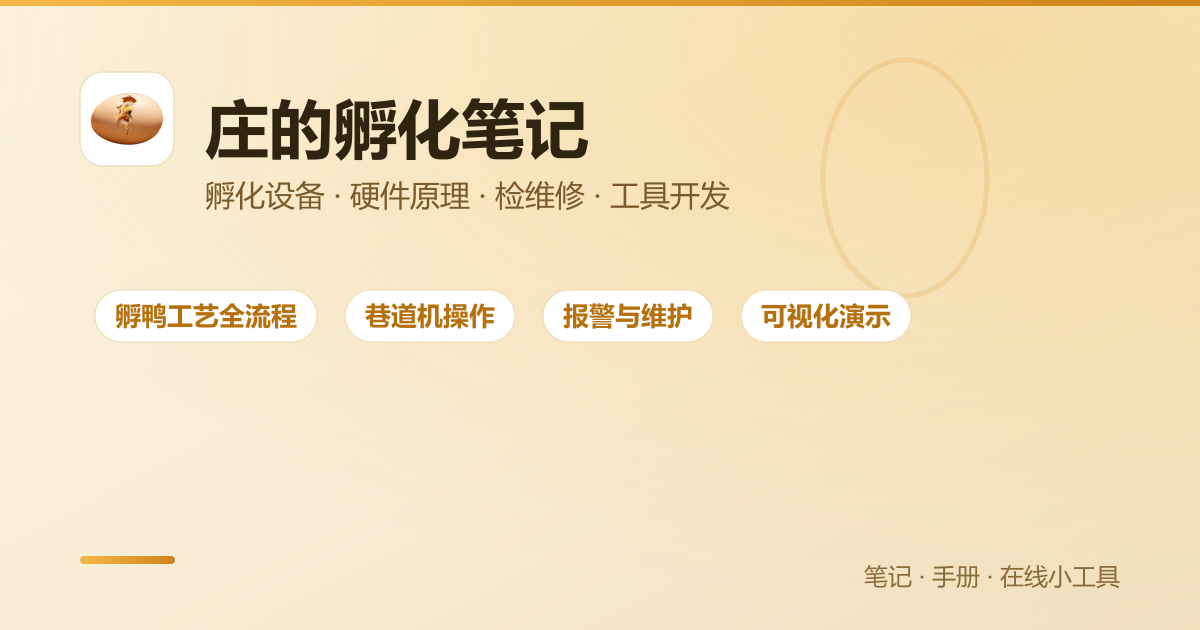 庄的孵化笔记
孵化设备 · 硬件原理 · 检维修 · 工具开发
孵鸭工艺全流程 巷道机操作 报警与维护 可视化演示
笔记 · 手册 · 在线小工具